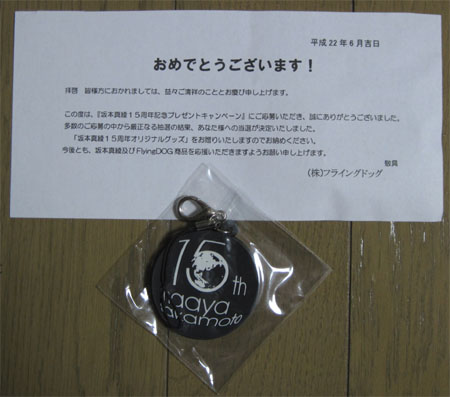 平成22年6月吉日
おめでとうございます！
拝啓　皆様方におかれましては、益々ご清祥のこととお慶び申し上げます。
この度は、『坂本真綾15周年記念プレゼントキャンペーン』にご応募いただき、誠にありがとうございました。
多数のご応募の中から厳正なる抽選の結果、あなた様への当選が決定いたしました。
「坂本真綾15周年オリジナルグッズ」をお贈りいたしますのでお納めください。
今後とも、坂本真綾及びFlyingDOG商品を応援いただきますようお願い申し上げます。
敬具
(株)フライングドッグ
15th
maaya
sakamoto